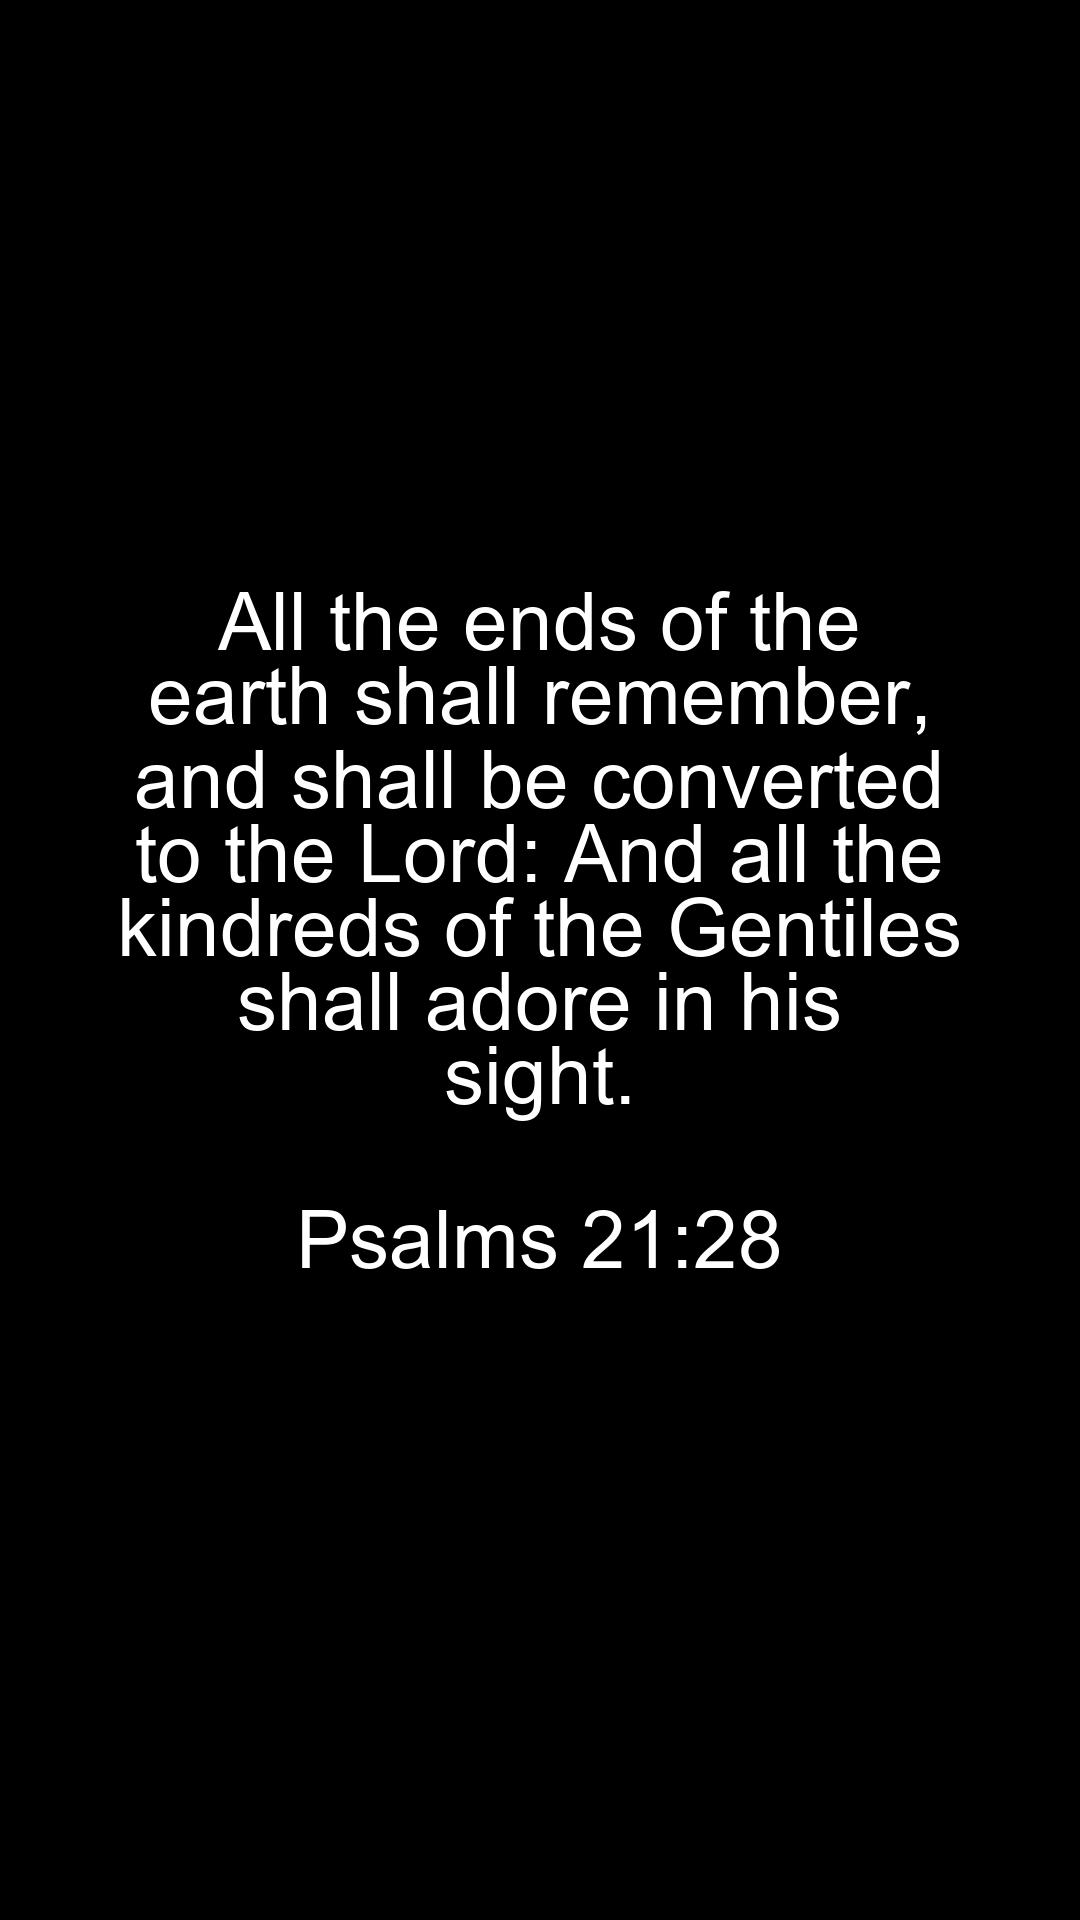 All the ends of the
earth shall remember,
and shall be converted
to the Lord: And all the
kindreds of the Gentiles
shall adore in his
sight.
Psalms 21:28